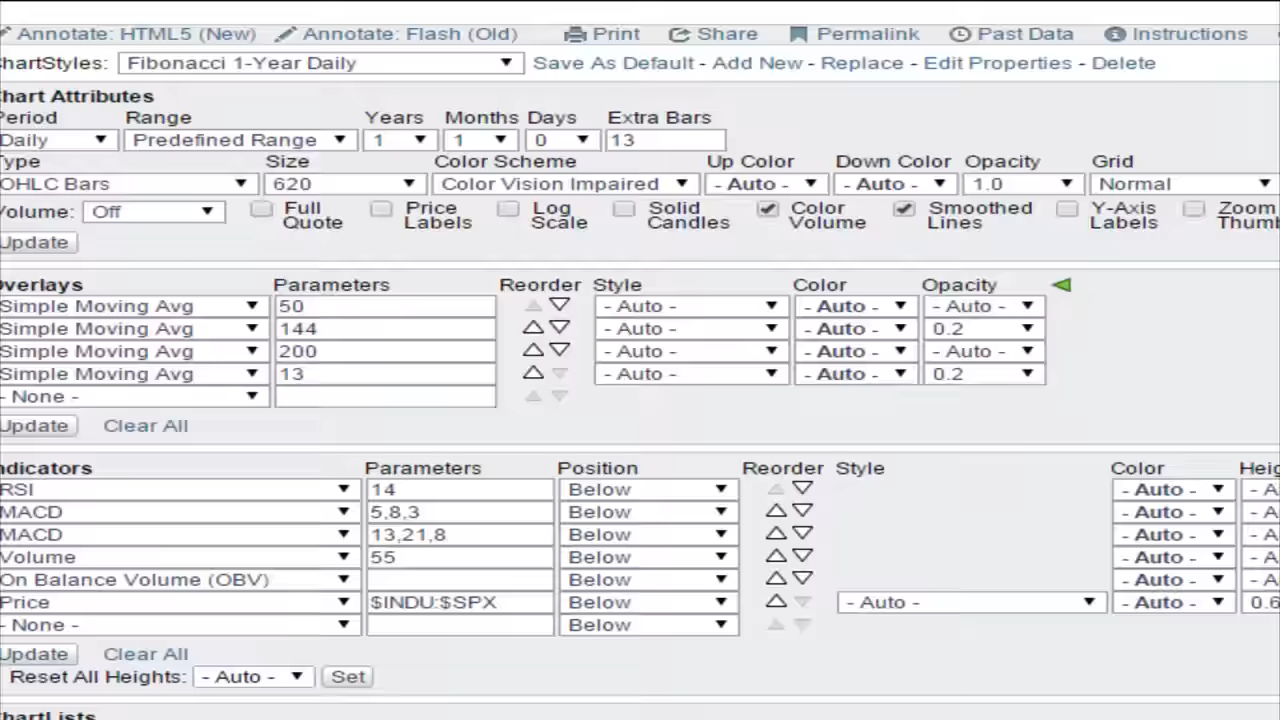 Annotate: HTML5 (New) Annotate: Flash (Old) Print Share Permalink Past Data Instructions
hartStyles: Fibonacci 1-Year Daily Save As Default - Add New - Replace - Edit Properties - Delete
hart Attributes
Period Range Years Months Days Extra Bars
Daily Predefined Range 1 1 0 13
Type Size Color Scheme Up Color Down Color Opacity Grid
OHLC Bars 620 Color Vision Impaired - Auto - - Auto - 1.0 Normal
Volume: Off Full Quote Price Labels Log Scale Solid Candles Color Volume Smoothed Lines Y-Axis Labels Zoom Thum
Update
Overlays Parameters Reorder Style Color Opacity
Simple Moving Avg 50 - Auto - - Auto - - Auto -
Simple Moving Avg 144 - Auto - - Auto - 0.2
Simple Moving Avg 200 - Auto - - Auto - - Auto -
Simple Moving Avg 13 - Auto - - Auto - 0.2
- None -
Update Clear All
ndicators Parameters Position Reorder Style Color Heig
RSI 14 Below - Auto - - A
MACD 5,8,3 Below - Auto - - A
MACD 13,21,8 Below - Auto - - A
Volume 55 Below - Auto - - A
On Balance Volume (OBV) Below - Auto - - A
Price $INDU:$SPX Below - Auto - - Auto - 0.6
- None - Below
Update Clear All
Reset All Heights: - Auto - Set
hartLists